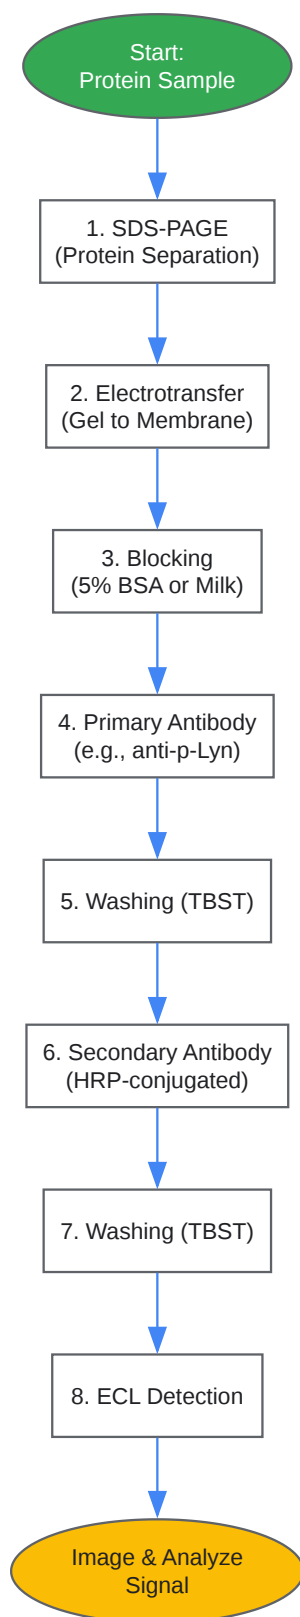 Start:
Protein Sample
1. SDS-PAGE
(Protein Separation)
2. Electrotransfer
(Gel to Membrane)
3. Blocking
(5% BSA or Milk)
4. Primary Antibody
(e.g., anti-p-Lyn)
5. Washing (TBST)
6. Secondary Antibody
(HRP-conjugated)
7. Washing (TBST)
8. ECL Detection
Image & Analyze
Signal